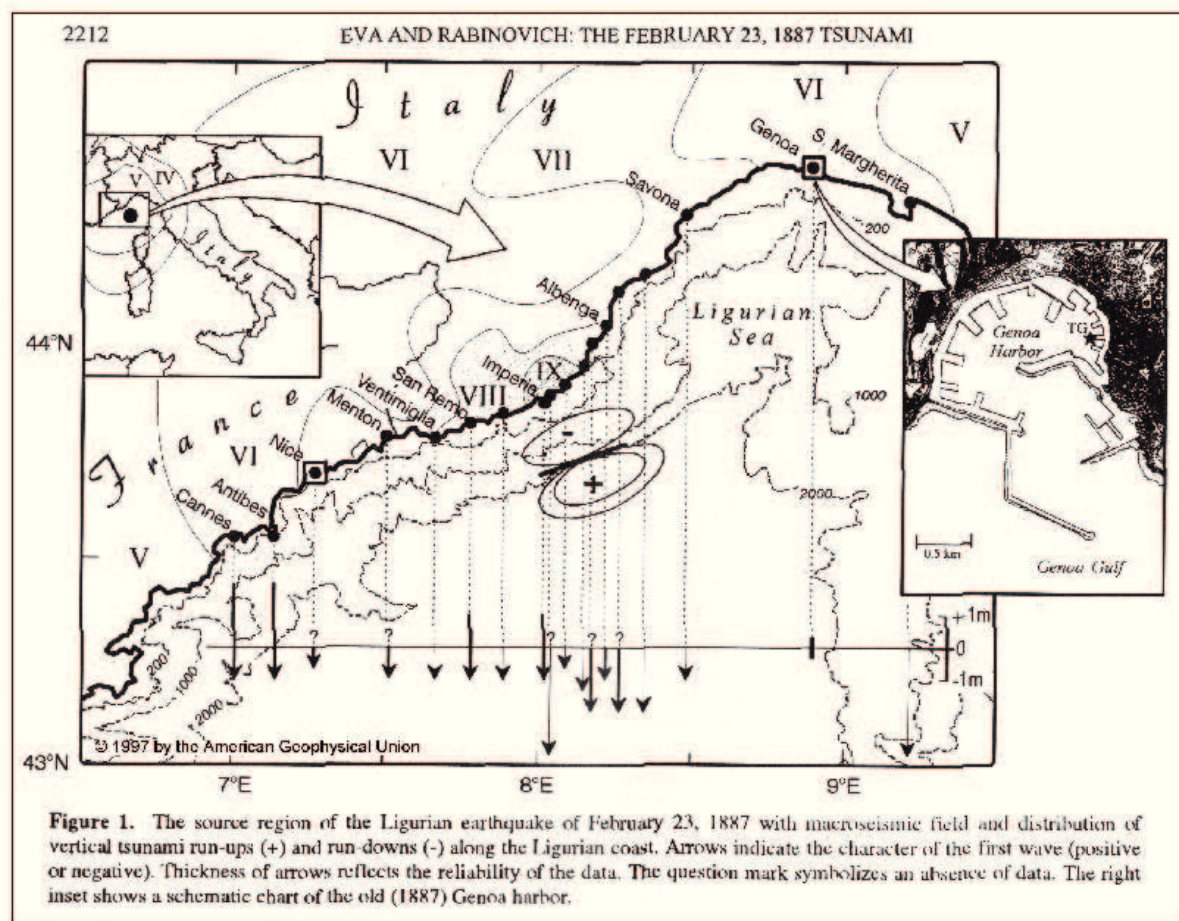 2212 EVA AND RABINOVICH: THE FEBRUARY 23, 1887 TSUNAMI
Italy
VI
V
VI
VII
Genoa
S. Margherita
Savona
V
IV
Italy
200
Albenga
Ligurian
Sea
Genoa
Harbor
TG
44°N
Imperia
IX
San Remo
VIII
Ventimiglia
Menton
1000
France
Nice
VI
-
+
2000
Antibes
Cannes
V
0.5 km
Genoa Gulf
? ? ? ? ?
+1m
0
-1m
200
1000
2000
© 1997 by the American Geophysical Union
43°N
7°E 8°E 9°E
Figure 1. The source region of the Ligurian earthquake of February 23, 1887 with macroseismic field and distribution of
vertical tsunami run-ups (+) and run-downs (-) along the Ligurian coast. Arrows indicate the character of the first wave (positive
or negative). Thickness of arrows reflects the reliability of the data. The question mark symbolizes an absence of data. The right
inset shows a schematic chart of the old (1887) Genoa harbor.